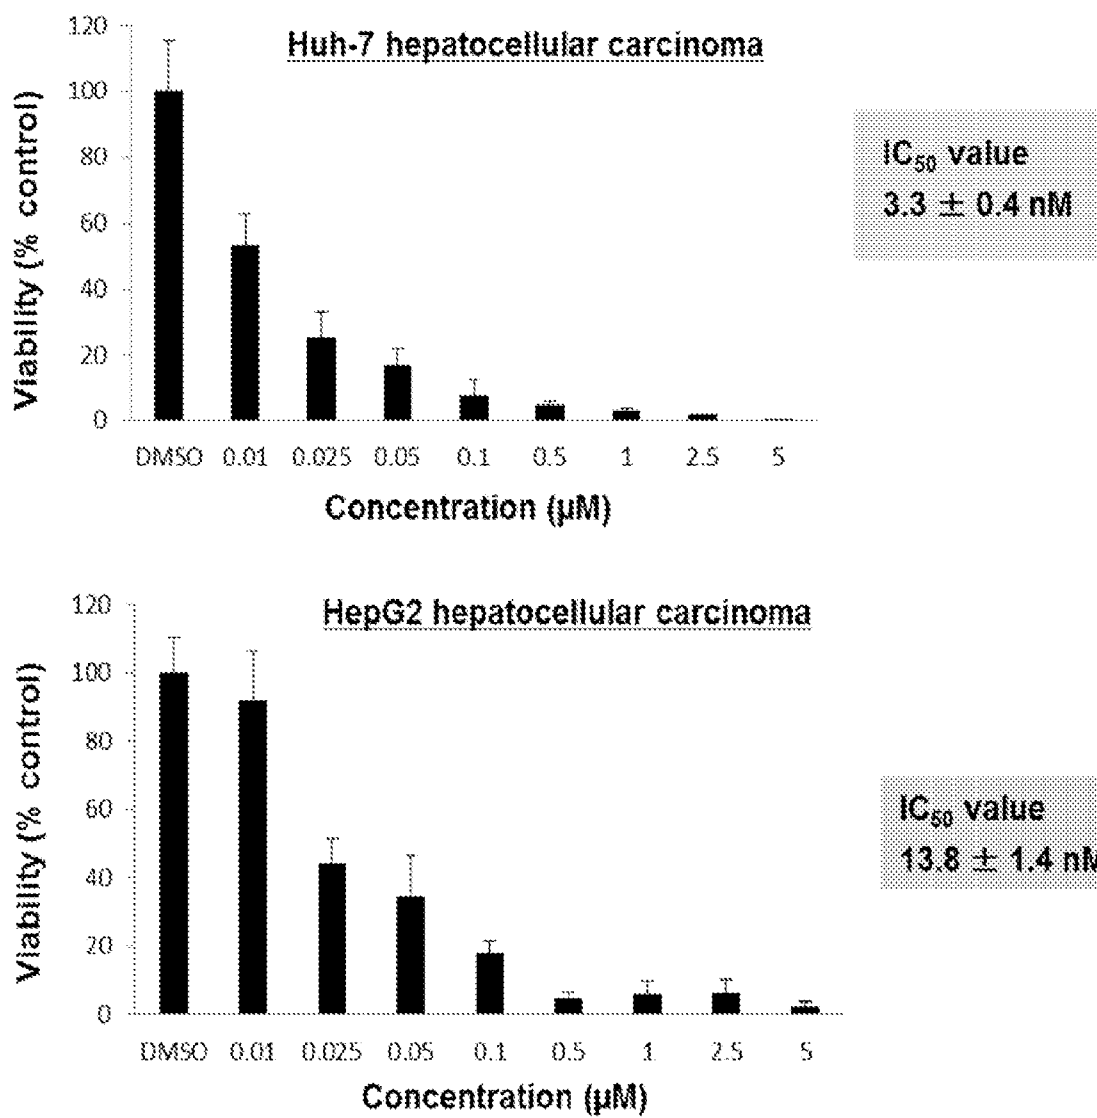 Huh-7 hepatocellular carcinoma
Viability (% control)
120
100
80
60
40
20
0
DMSO 0.01 0.025 0.05 0.1 0.5 1 2.5 5
Concentration (µM)
IC50 value
3.3 ± 0.4 nM
HepG2 hepatocellular carcinoma
Viability (% control)
120
100
80
60
40
20
0
DMSO 0.01 0.025 0.05 0.1 0.5 1 2.5 5
Concentration (µM)
IC50 value
13.8 ± 1.4 nM